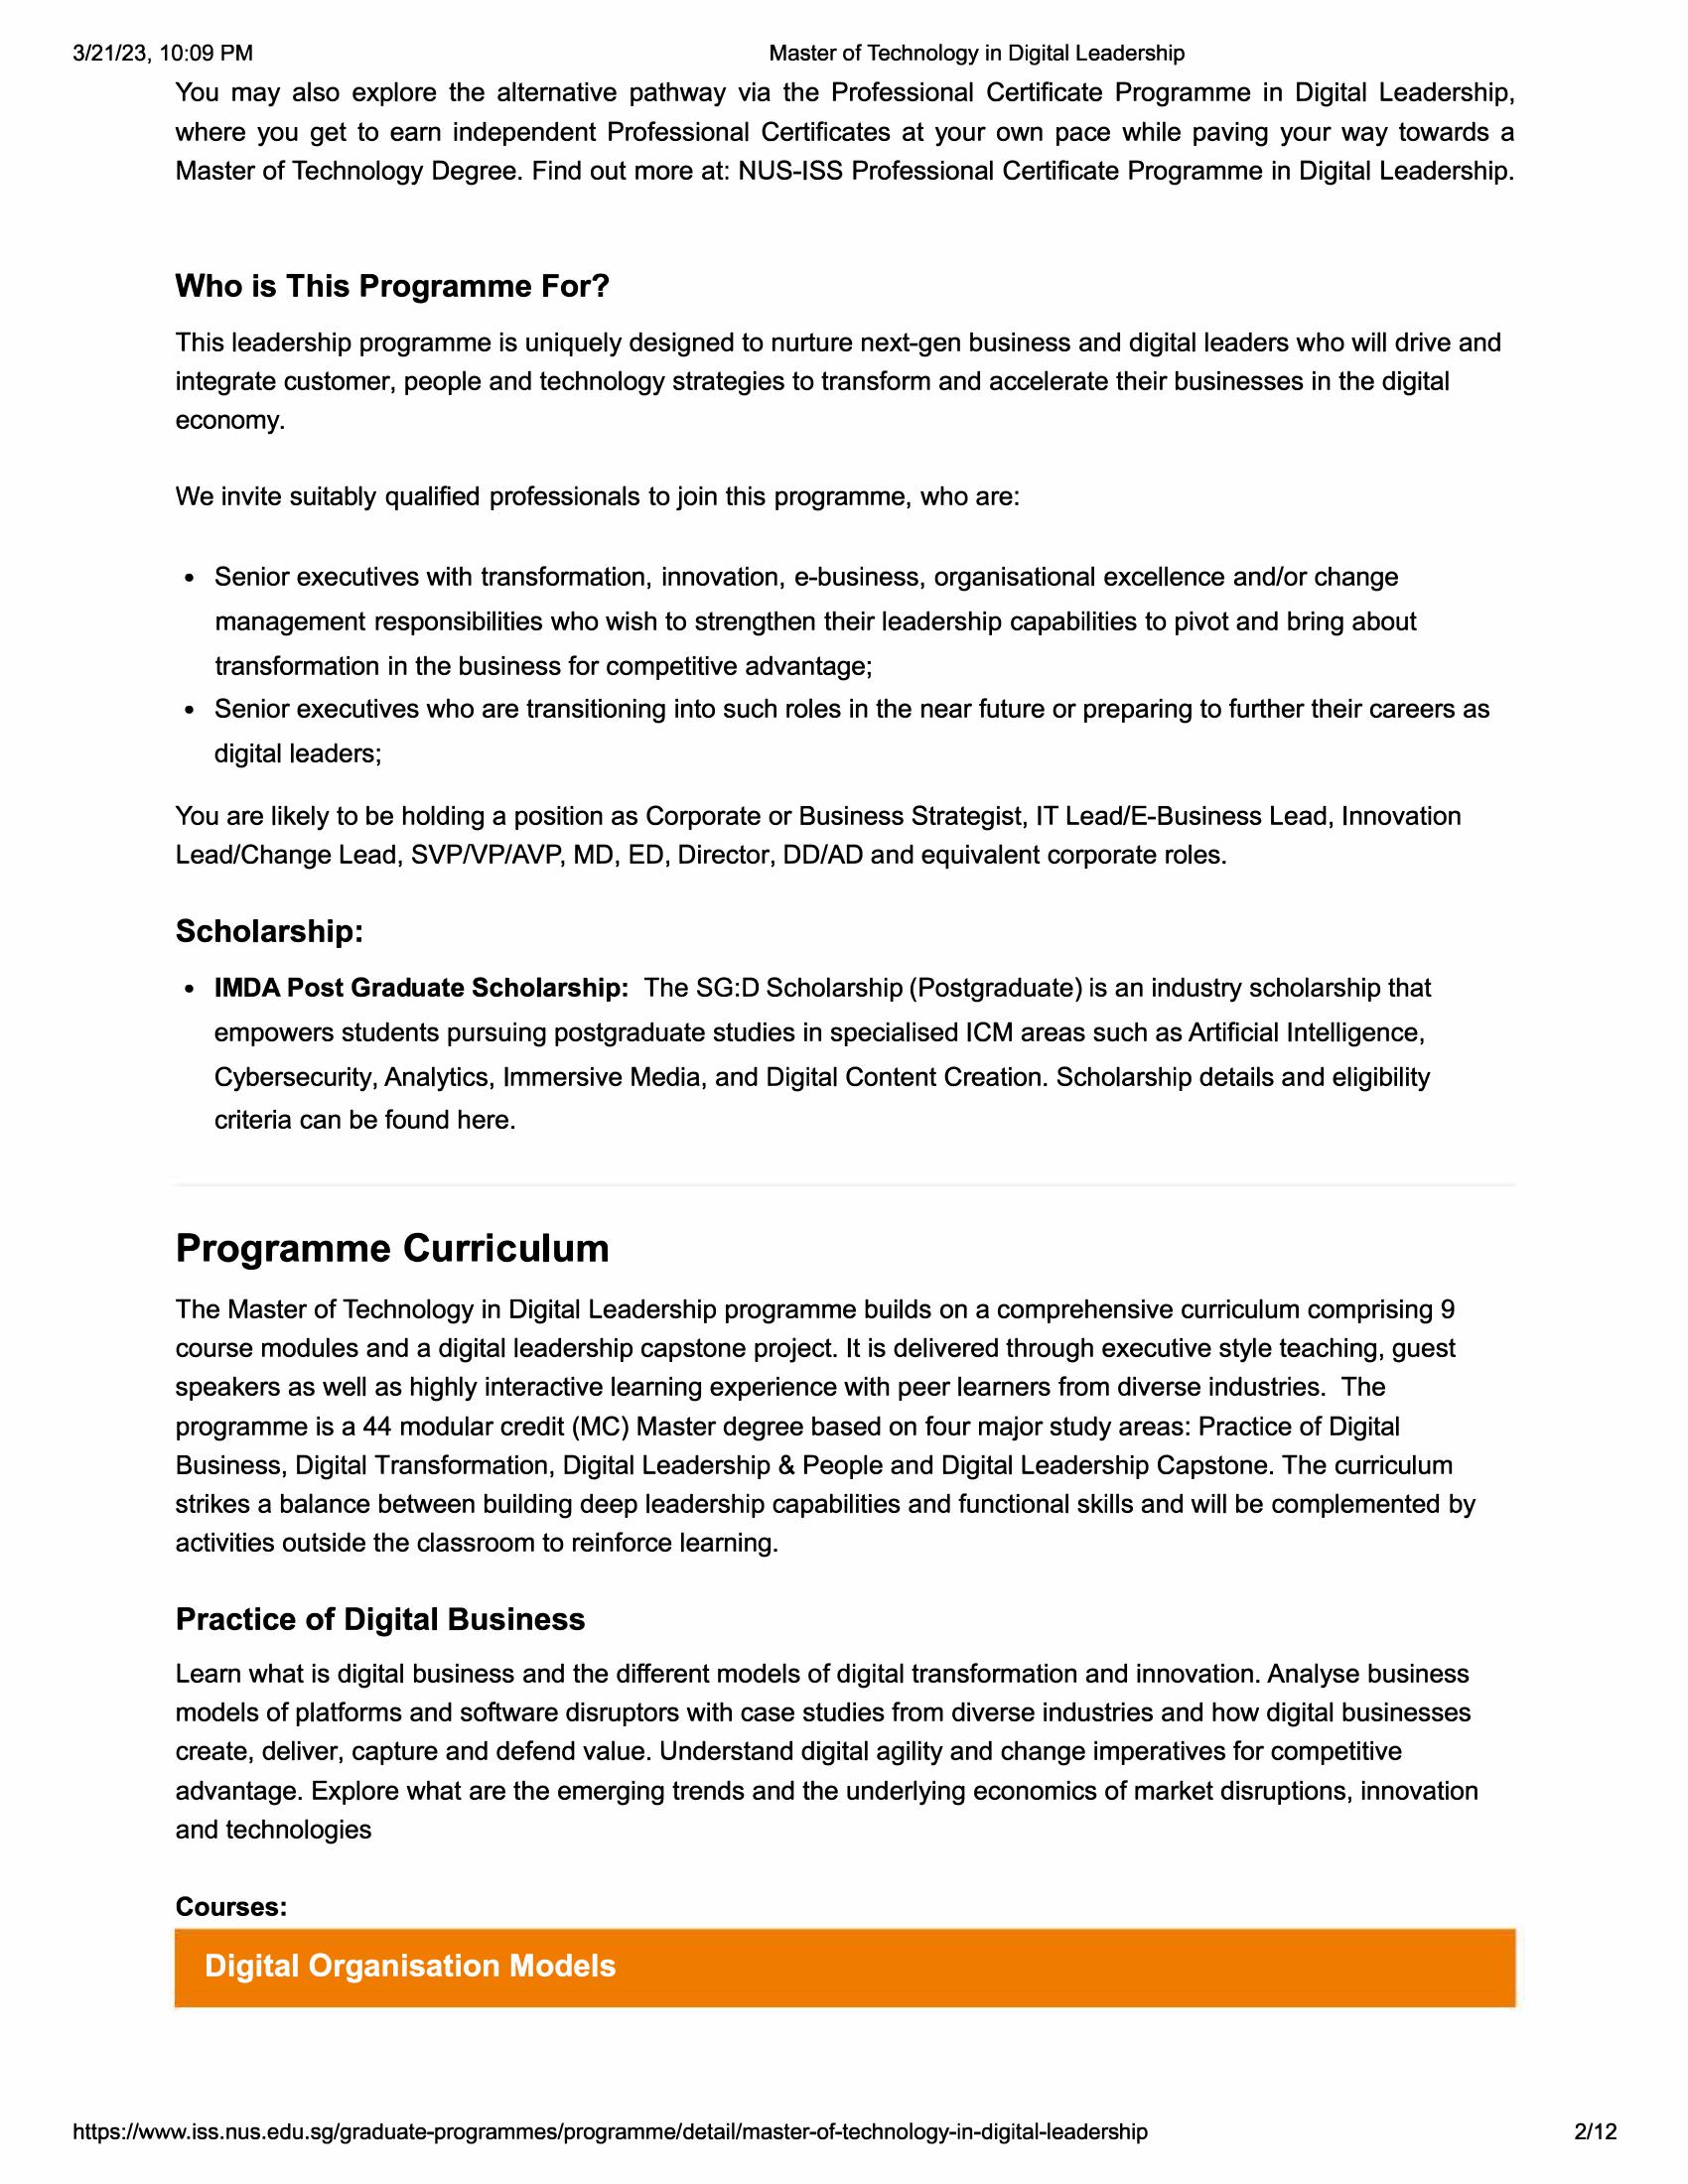 3/21/23, 10:09 PM
Master of Technology in Digital Leadership
You may also explore the alternative pathway via the Professional Certificate Programme in Digital Leadership,
where you get to earn independent Professional Certificates at your own pace while paving your way towards a
Master of Technology Degree. Find out more at: NUS-ISS Professional Certificate Programme in Digital Leadership.
Who is This Programme For?
This leadership programme is uniquely designed to nurture next-gen business and digital leaders who will drive and
integrate customer, people and technology strategies to transform and accelerate their businesses in the digital
economy.
We invite suitably qualified professionals to join this programme, who are:
• Senior executives with transformation, innovation, e-business, organisational excellence and/or change
management responsibilities who wish to strengthen their leadership capabilities to pivot and bring about
transformation in the business for competitive advantage;
• Senior executives who are transitioning into such roles in the near future or preparing to further their careers as
digital leaders;
You are likely to be holding a position as Corporate or Business Strategist, IT Lead/E-Business Lead, Innovation
Lead/Change Lead, SVP/VP/AVP, MD, ED, Director, DD/AD and equivalent corporate roles.
Scholarship:
• IMDA Post Graduate Scholarship:  The SG:D Scholarship (Postgraduate) is an industry scholarship that
empowers students pursuing postgraduate studies in specialised ICM areas such as Artificial Intelligence,
Cybersecurity, Analytics, Immersive Media, and Digital Content Creation. Scholarship details and eligibility
criteria can be found here.
Programme Curriculum
The Master of Technology in Digital Leadership programme builds on a comprehensive curriculum comprising 9
course modules and a digital leadership capstone project. It is delivered through executive style teaching, guest
speakers as well as highly interactive learning experience with peer learners from diverse industries.  The
programme is a 44 modular credit (MC) Master degree based on four major study areas: Practice of Digital
Business, Digital Transformation, Digital Leadership & People and Digital Leadership Capstone. The curriculum
strikes a balance between building deep leadership capabilities and functional skills and will be complemented by
activities outside the classroom to reinforce learning.
Practice of Digital Business
Learn what is digital business and the different models of digital transformation and innovation. Analyse business
models of platforms and software disruptors with case studies from diverse industries and how digital businesses
create, deliver, capture and defend value. Understand digital agility and change imperatives for competitive
advantage. Explore what are the emerging trends and the underlying economics of market disruptions, innovation
and technologies
Courses:
Digital Organisation Models
https://www.iss.nus.edu.sg/graduate-programmes/programme/detail/master-of-technology-in-digital-leadership
2/12